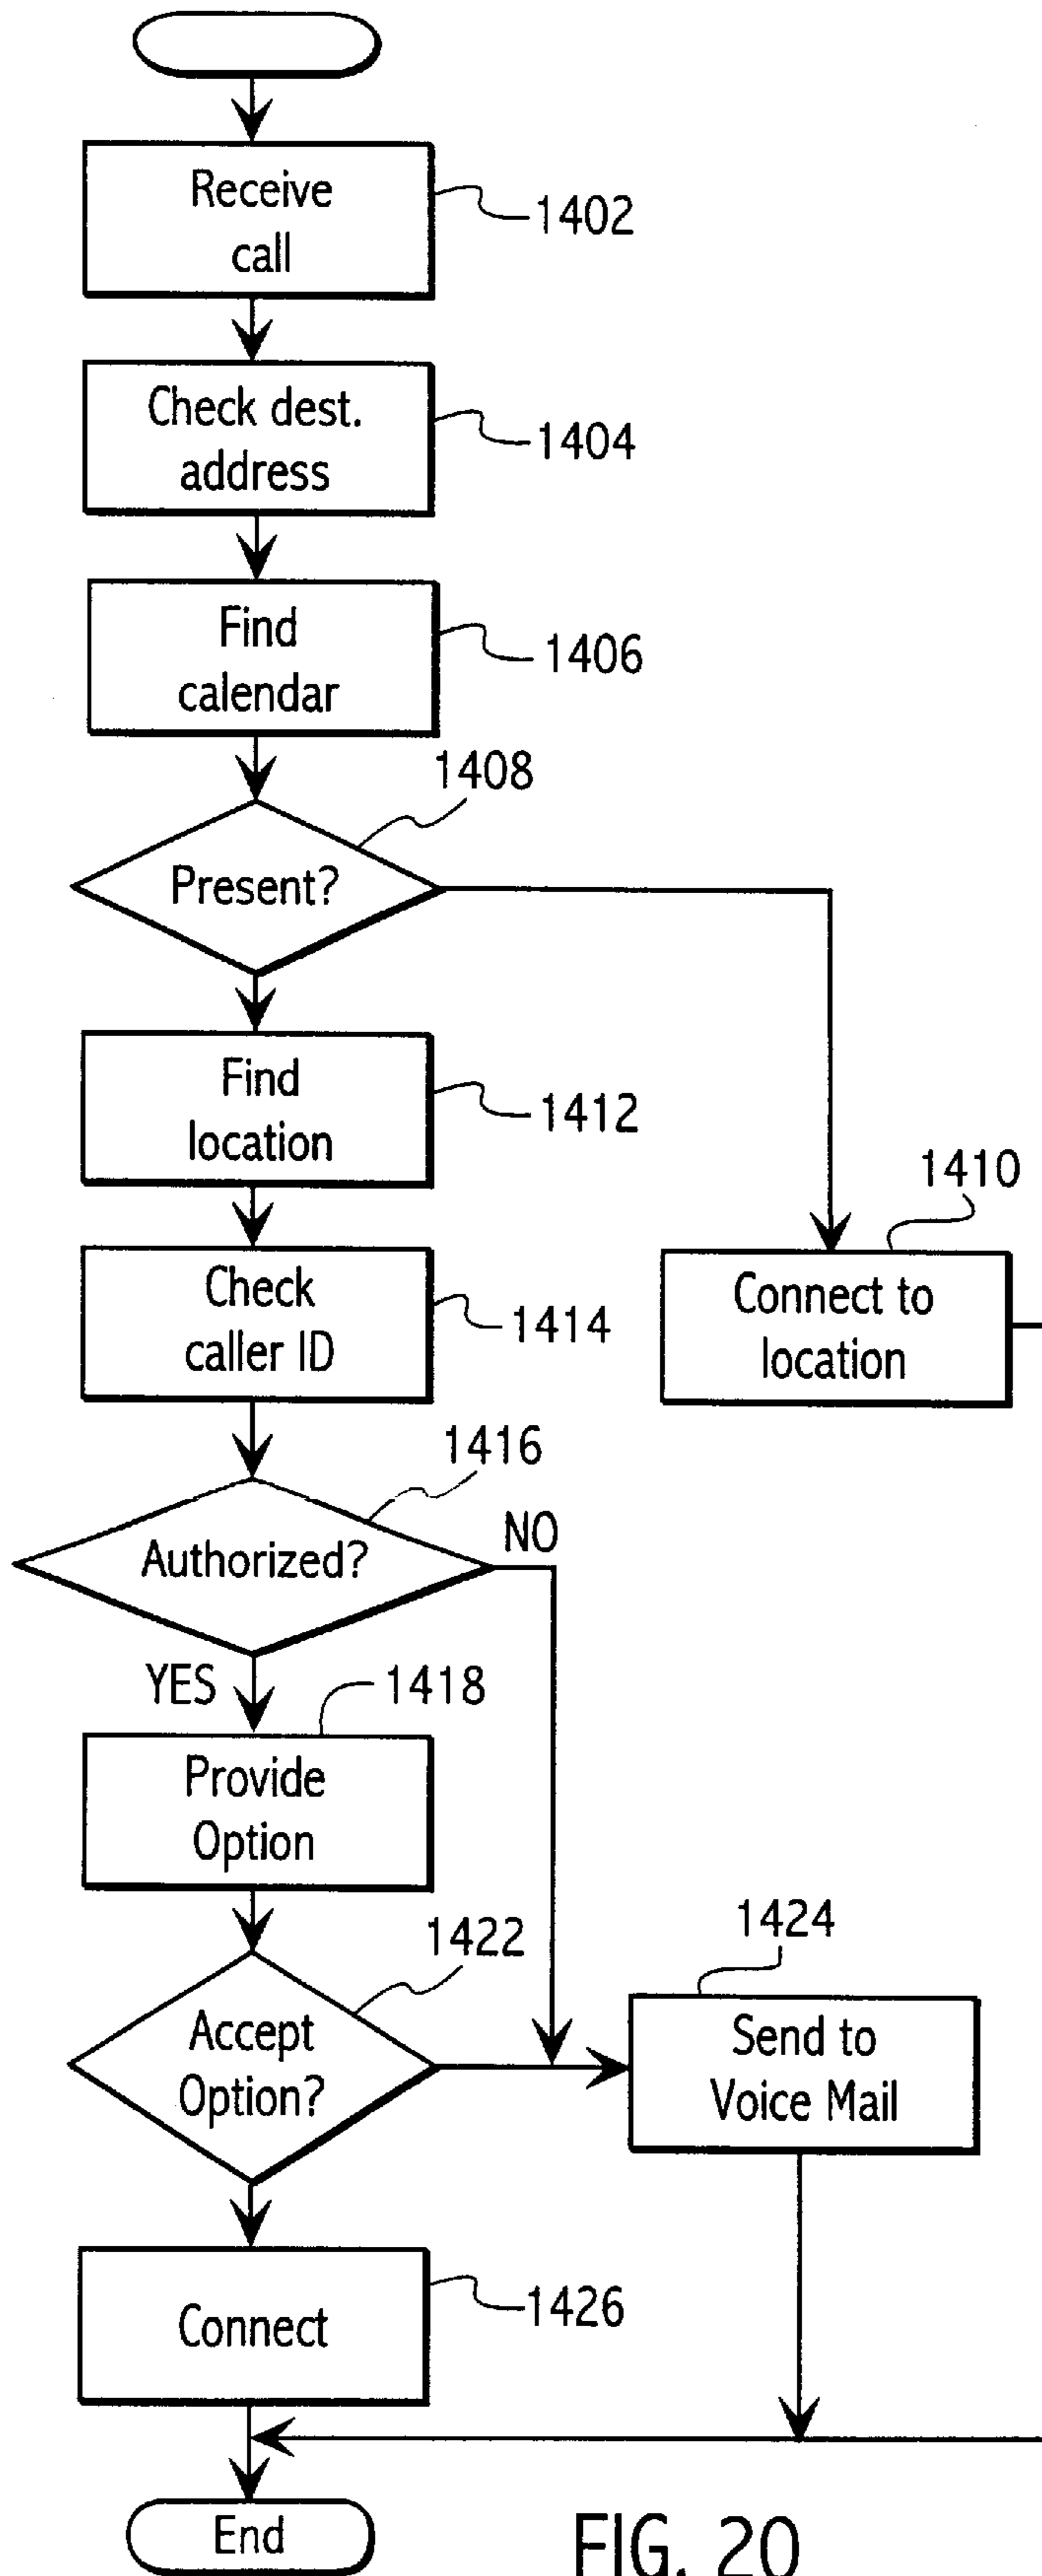 Receive
call
1402
Check dest.
address
1404
Find
calendar
1406
1408
Present?
Find
location
1412
1410
Connect to
location
Check
caller ID
1414
1416
Authorized?
NO
YES
1418
Provide
Option
1422
Accept
Option?
1424
Send to
Voice Mail
Connect
1426
End
FIG. 20